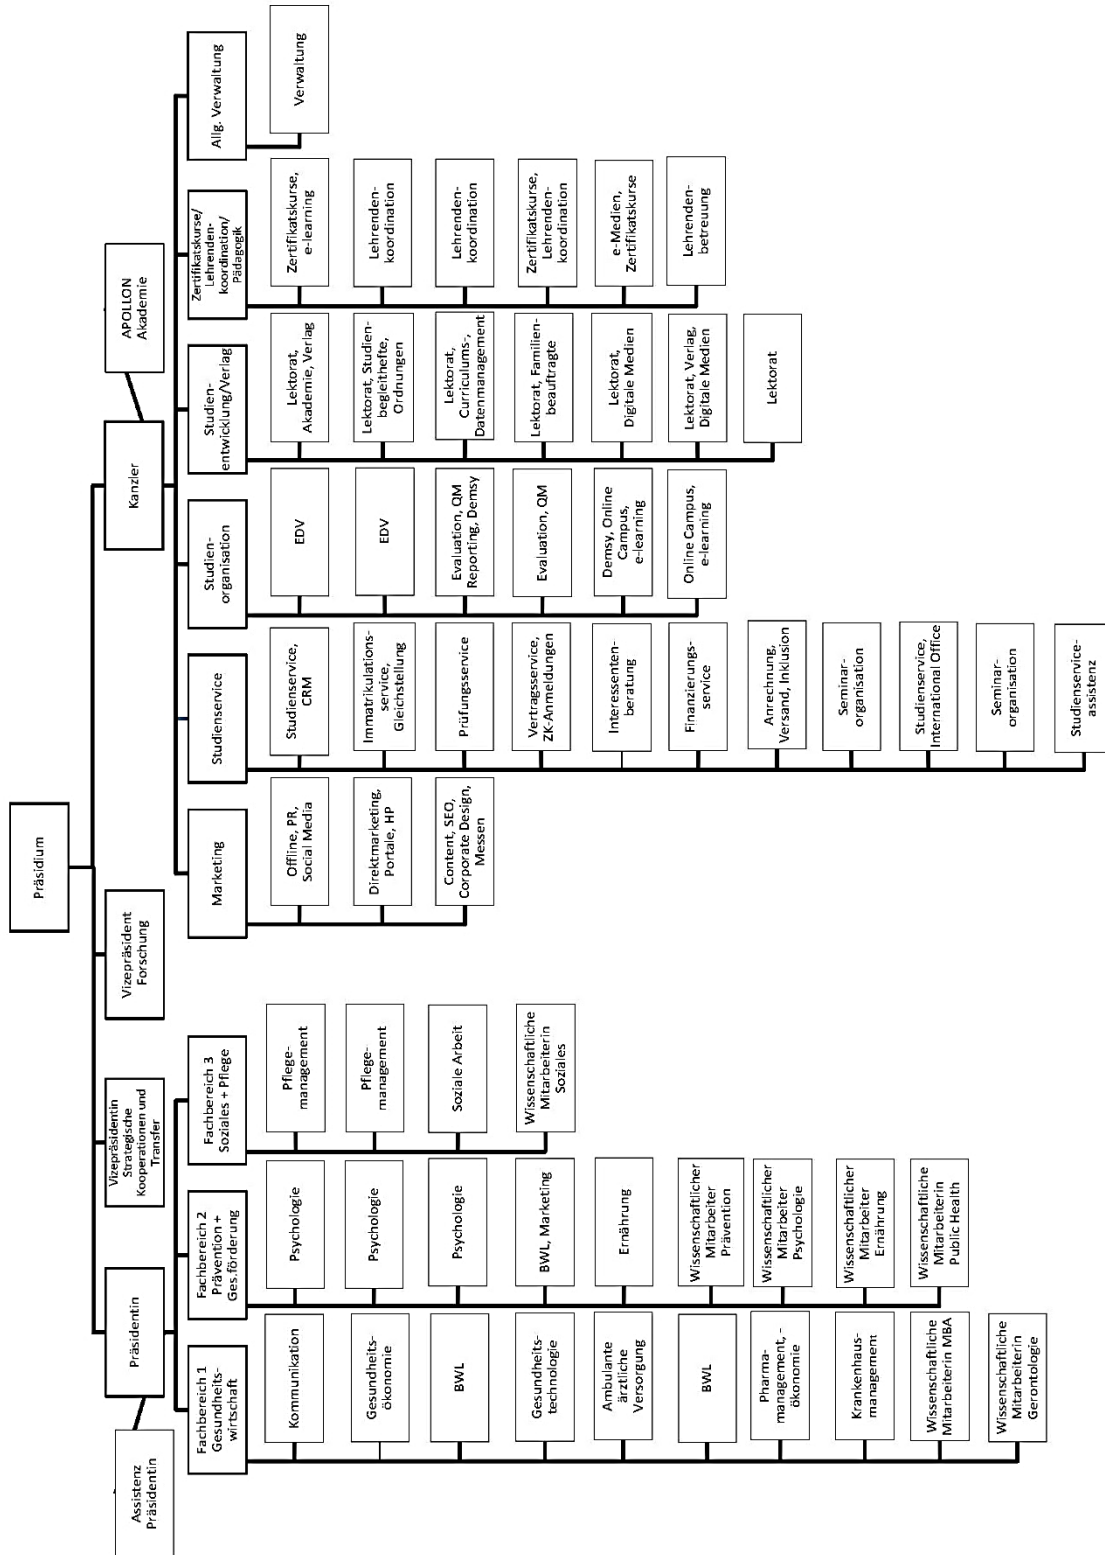 Präsidium
Präsidentin
Vizepräsidentin
Strategische
Kooperationen und
Transfer
Vizepräsident
Forschung
Kanzler
Assistenz
Präsidentin
APOLLON
Akademie
Fachbereich 1
Gesundheits-
wirtschaft
Kommunikation
Gesundheits-
ökonomie
BWL
Gesundheits-
technologie
Ambulante
ärztliche
Versorgung
BWL
Pharma-
management, -
ökonomie
Krankenhaus-
management
Wissenschaftliche
Mitarbeiterin MBA
Wissenschaftliche
Mitarbeiterin
Gerontologie
Fachbereich 2
Prävention +
Ges.förderung
Psychologie
Psychologie
Psychologie
BWL, Marketing
Ernährung
Wissenschaftlicher
Mitarbeiter
Prävention
Wissenschaftlicher
Mitarbeiter
Psychologie
Wissenschaftlicher
Mitarbeiter
Ernährung
Wissenschaftliche
Mitarbeiterin
Public Health
Fachbereich 3
Soziales + Pflege
Pflege-
management
Pflege-
management
Soziale Arbeit
Wissenschaftliche
Mitarbeiterin
Soziales
Marketing
Offline, PR,
Social Media
Direktmarketing,
Portale, HP
Content, SEO,
Corporate Design,
Messen
Studienservice
Studienservice,
CRM
Immatrikulations-
service,
Gleichstellung
Prüfungsservice
Vertragsservice,
ZK-Anmeldungen
Interessenten-
beratung
Finanzierungs-
service
Anrechnung,
Versand, Inklusion
Seminar-
organisation
Studienservice,
International Office
Seminar-
organisation
Studienservice-
assistenz
Studien-
organisation
EDV
EDV
Evaluation, QM
Reporting, Demsy
Evaluation, QM
Demsy, Online
Campus,
e-learning
Online Campus,
e-learning
Studien-
entwicklung/Verlag
Lektorat,
Akademie, Verlag
Lektorat, Studien-
begleithefte,
Ordnungen
Lektorat,
Curriculums-,
Datenmanagement
Lektorat, Familien-
beauftragte
Lektorat,
Digitale Medien
Lektorat, Verlag,
Digitale Medien
Lektorat
Zertifikatskurse/
Lehrenden-
koordination/
Pädagogik
Zertifikatskurse,
e-learning
Lehrenden-
koordination
Lehrenden-
koordination
Zertifikatskurse,
Lehrenden-
koordination
e-Medien,
Zertifikatskurse
Lehrenden-
betreuung
Allg. Verwaltung
Verwaltung